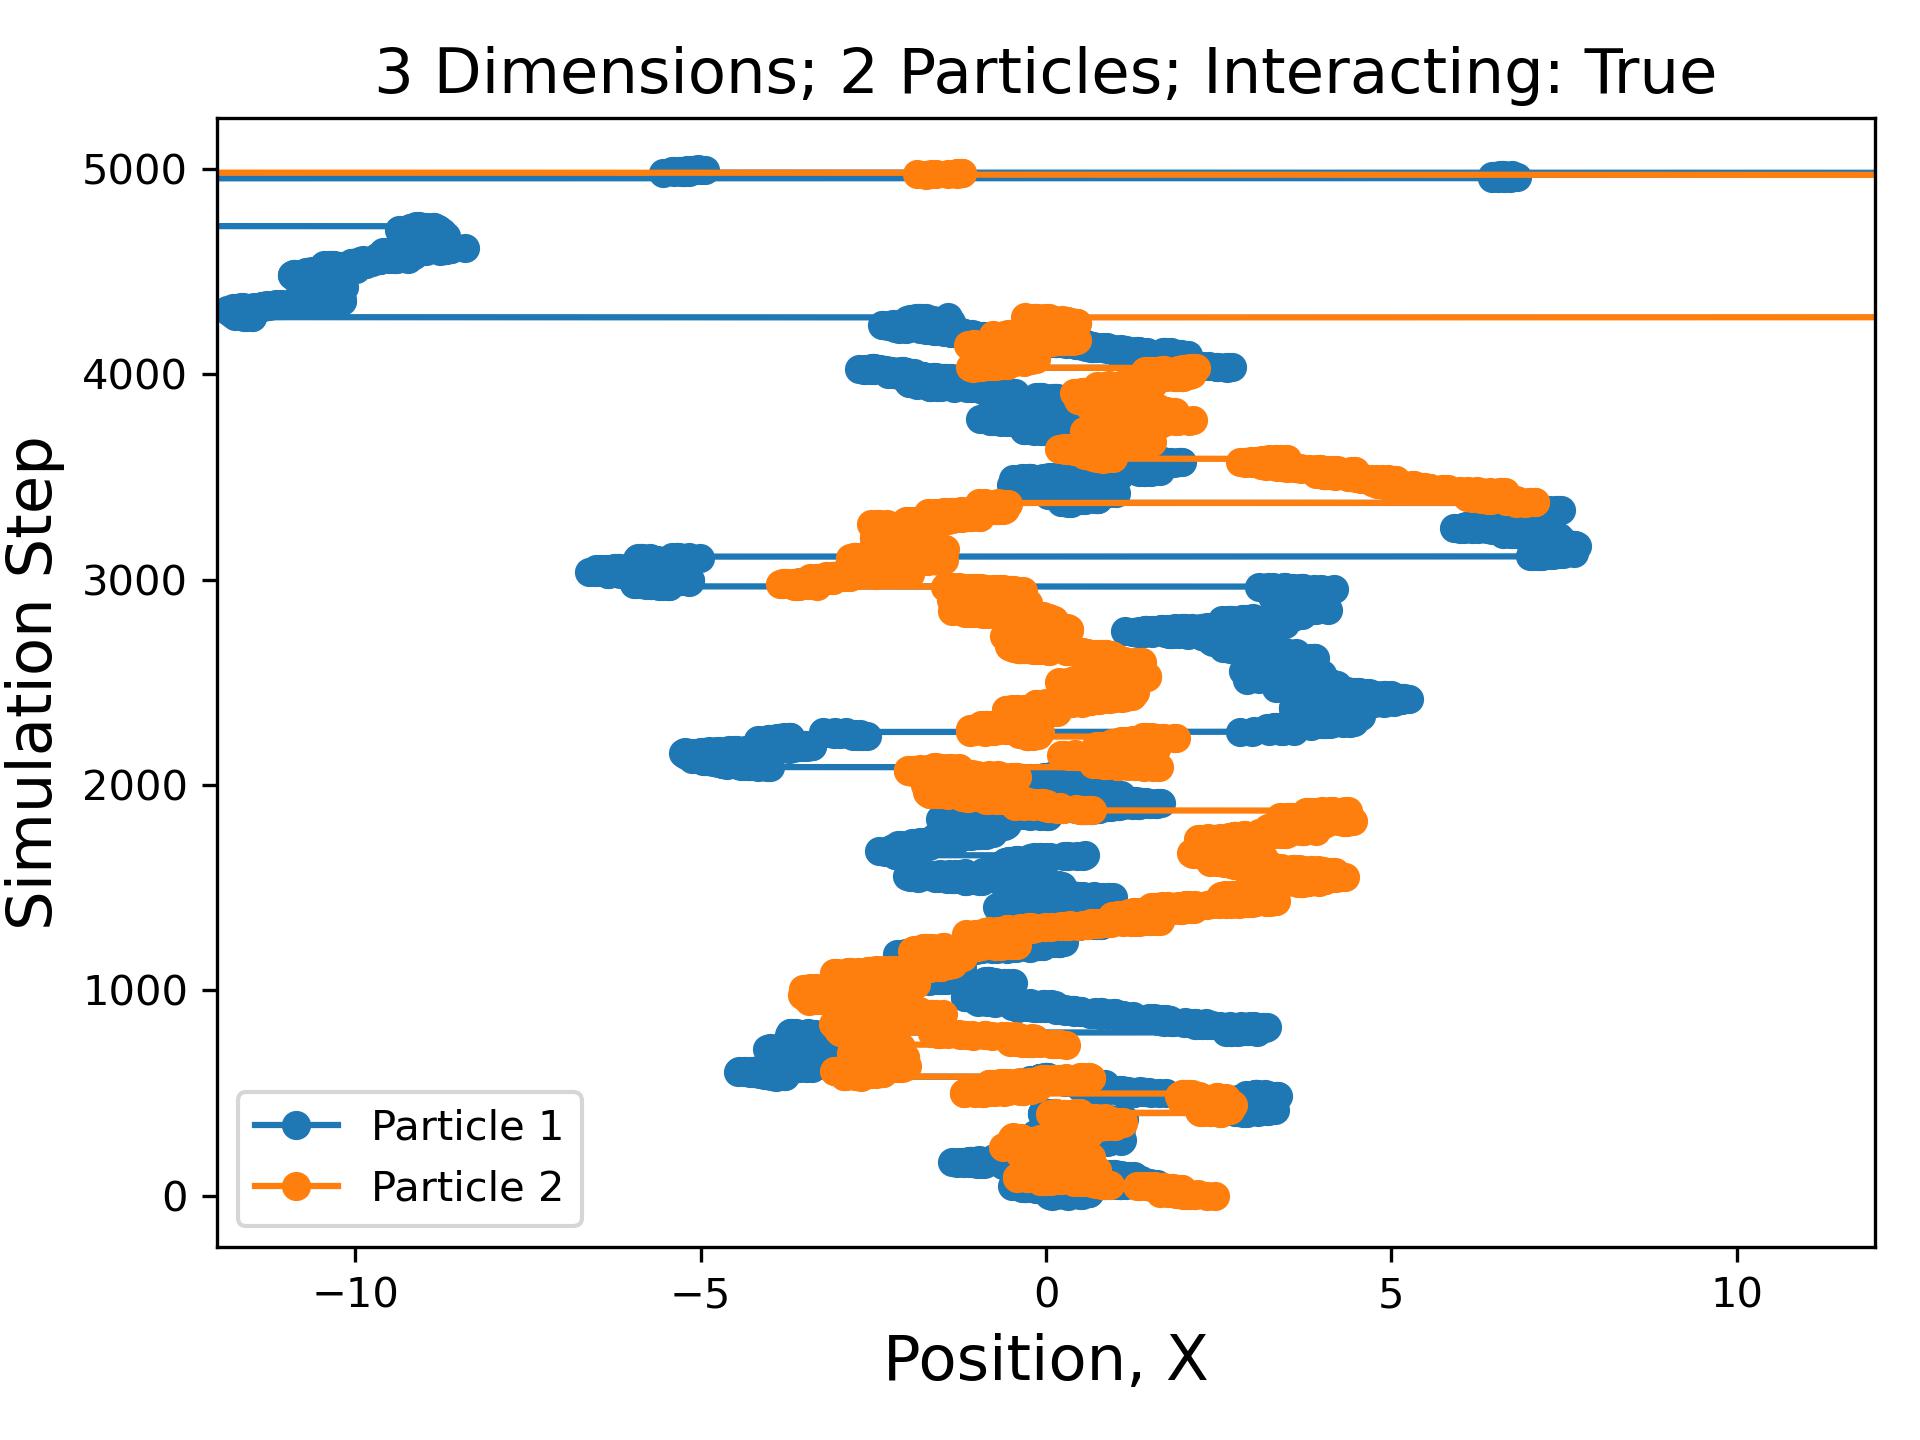 3 Dimensions; 2 Particles; Interacting: True
Simulation Step
5000
4000
3000
2000
1000
0
Particle 1
Particle 2
−10
−5
0
5
10
Position, X